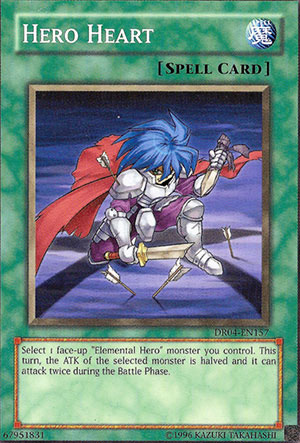 HERO HEART
魔
[SPELL CARD]
DR04-EN157
Select 1 face-up "Elemental Hero" monster you control. This
turn, the ATK of the selected monster is halved and it can
attack twice during the Battle Phase.
67951831
©1996 KAZUKI TAKAHASHI